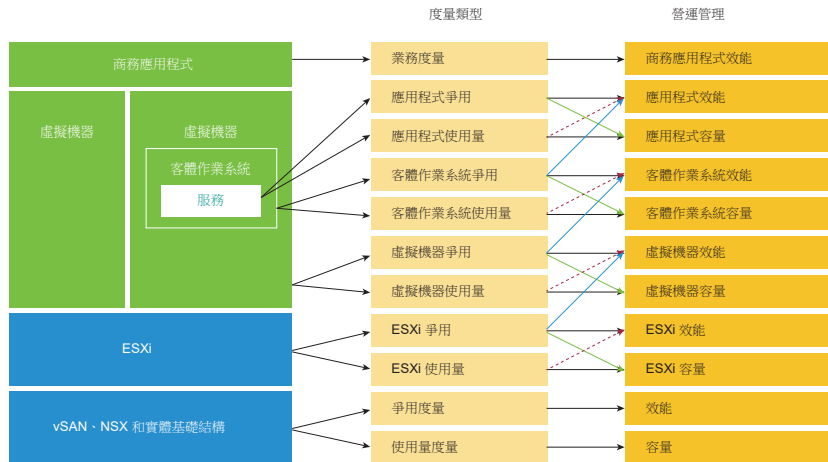 度量類型
營運管理
商務應用程式
業務度量
商務應用程式效能
虛擬機器
虛擬機器
客體作業系統
服務
應用程式爭用
應用程式效能
應用程式使用量
應用程式容量
客體作業系統爭用
客體作業系統效能
客體作業系統使用量
客體作業系統容量
虛擬機器爭用
虛擬機器效能
虛擬機器使用量
虛擬機器容量
ESXi
ESXi 爭用
ESXi 效能
ESXi 使用量
ESXi 容量
vSAN、NSX 和實體基礎結構
爭用度量
效能
使用量度量
容量